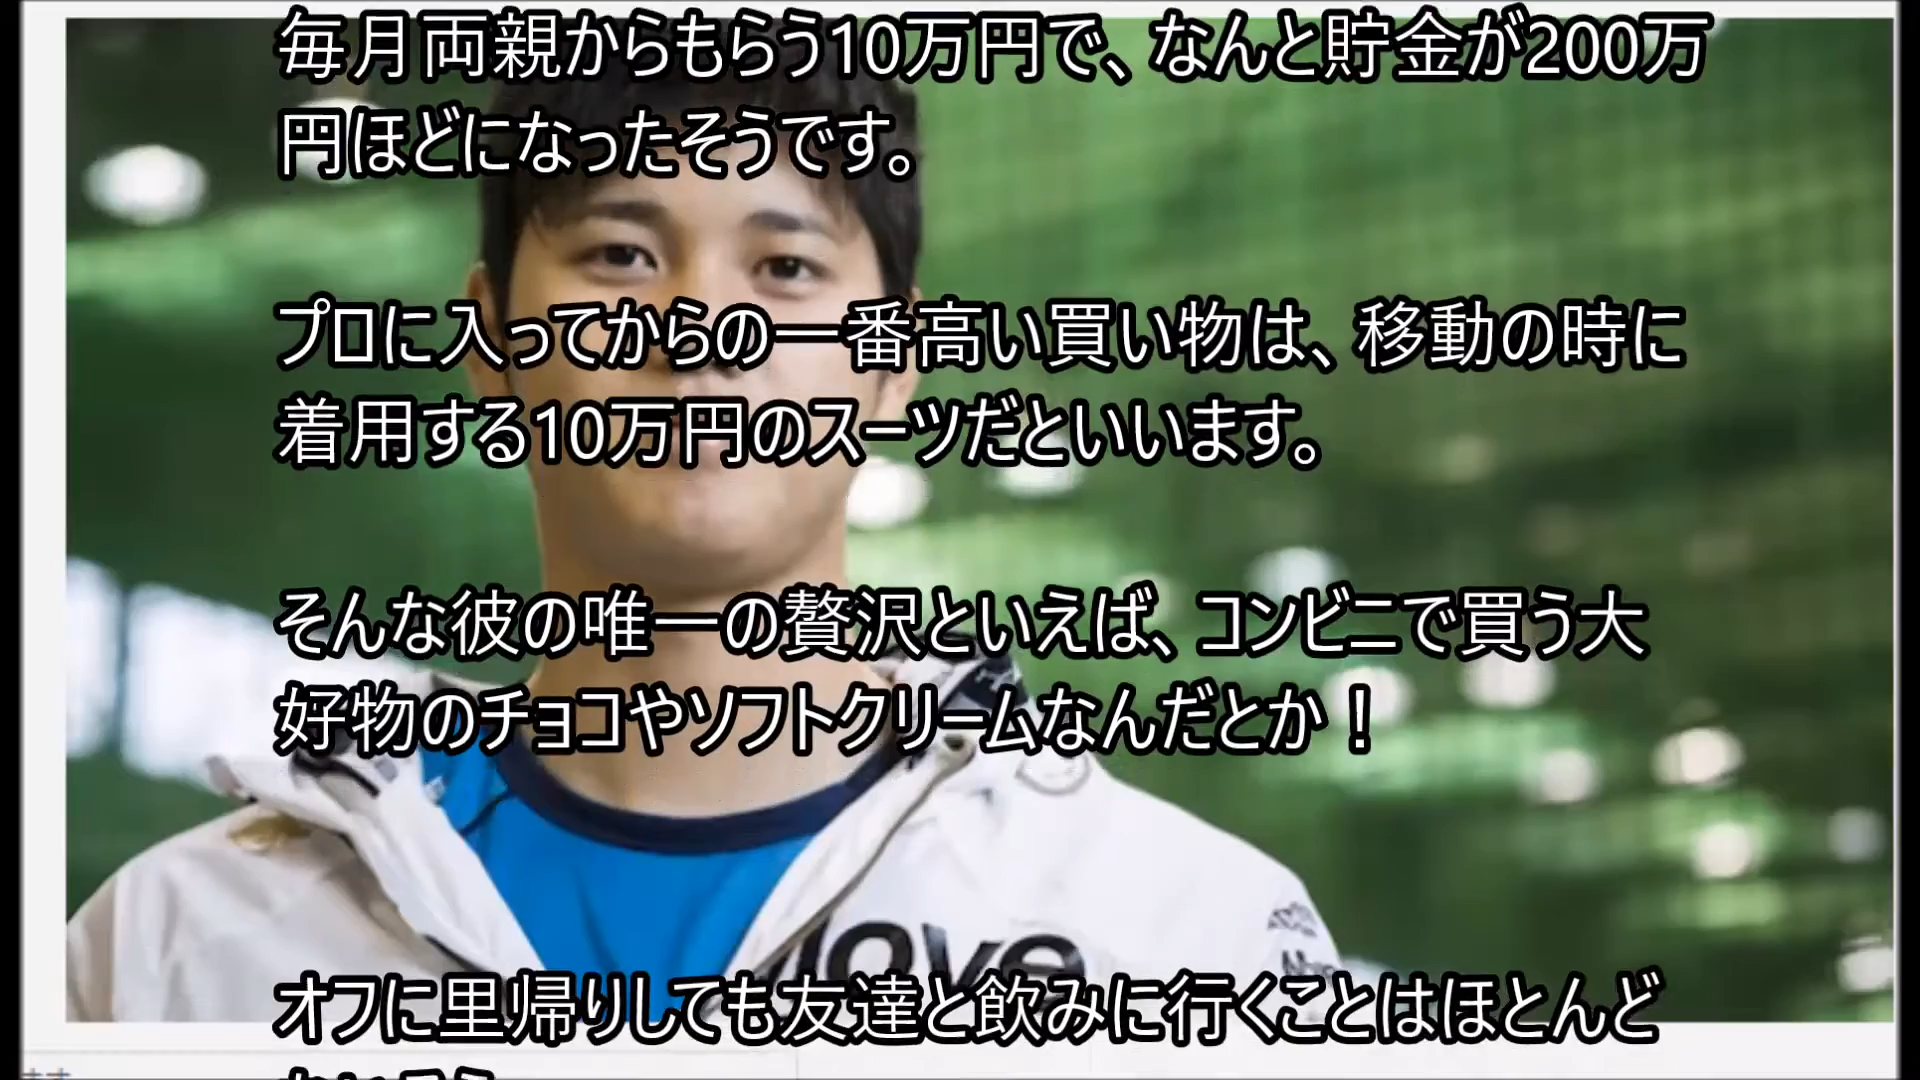 毎月両親からもらう10万円で、なんと貯金が200万
円ほどになったそうです。
プロに入ってからの一番高い買い物は、移動の時に
着用する10万円のスーツだといいます。
そんな彼の唯一の贅沢といえば、コンビニで買う大
好物のチョコやソフトクリームなんだとか！
move
オフに里帰りしても友達と飲みに行くことはほとんど